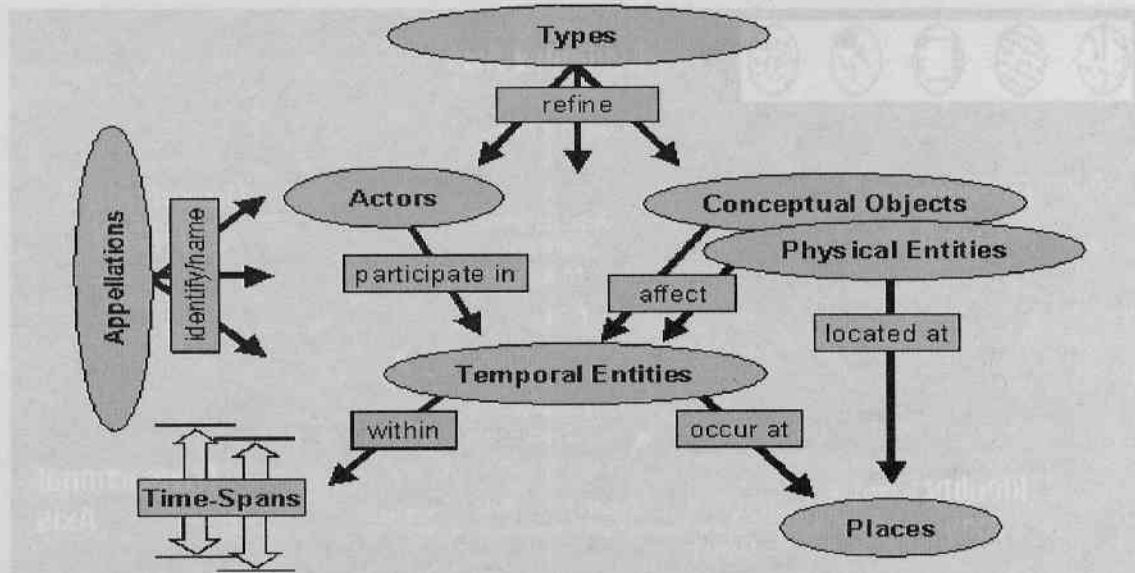 Types
refine
Actors
Conceptual Objects
Physical Entities
Appellations
identify/name
participate in
affect
located at
Temporal Entities
within
occur at
Time-Spans
Places